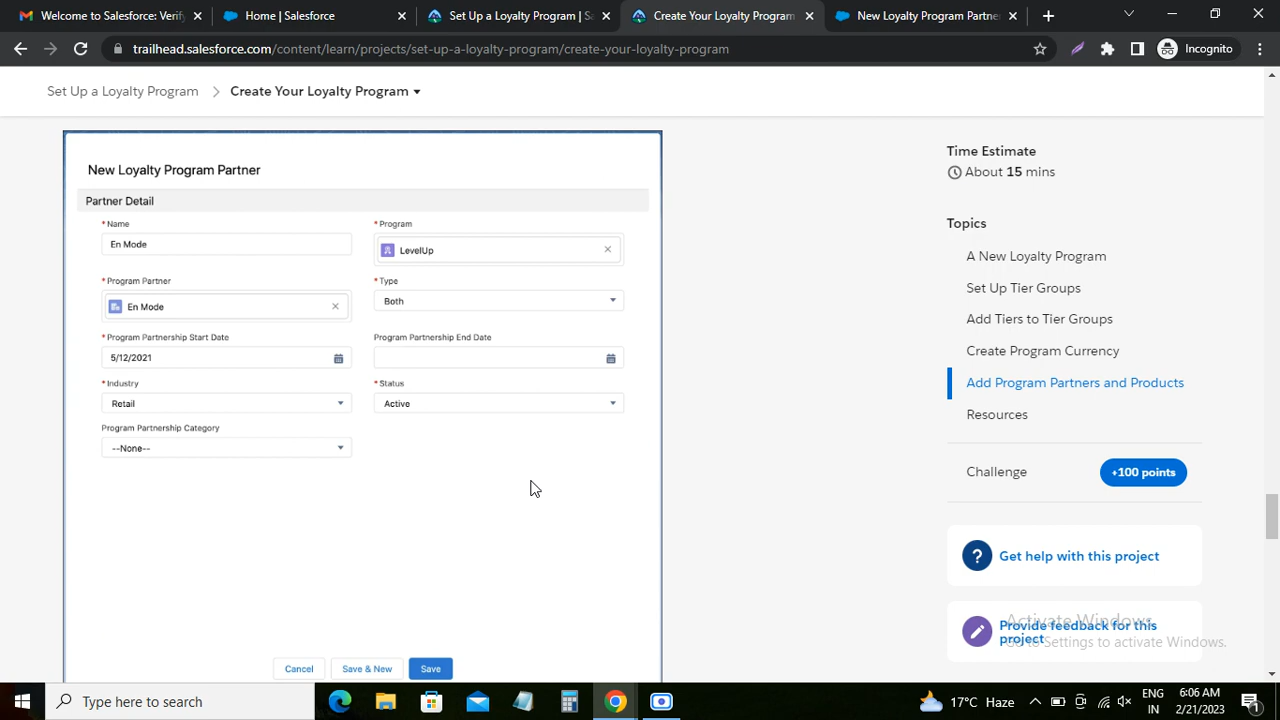 Welcome to Salesforce: Verify
Home | Salesforce
Set Up a Loyalty Program | Sa
Create Your Loyalty Program
New Loyalty Program Partner
trailhead.salesforce.com/content/learn/projects/set-up-a-loyalty-program/create-your-loyalty-program
Incognito
Set Up a Loyalty Program > Create Your Loyalty Program
New Loyalty Program Partner
Partner Detail
* Name
* Program
En Mode
LevelUp
* Program Partner
* Type
En Mode
Both
* Program Partnership Start Date
Program Partnership End Date
5/12/2021
* Industry
* Status
Retail
Active
Program Partnership Category
--None--
Cancel
Save & New
Save
Time Estimate
About 15 mins
Topics
A New Loyalty Program
Set Up Tier Groups
Add Tiers to Tier Groups
Create Program Currency
Add Program Partners and Products
Resources
Challenge
+100 points
? Get help with this project
Provide feedback for this
project
Activate Windows
Go to Settings to activate Windows.
Type here to search
17°C Haze
ENG
IN
6:06 AM
2/21/2023
1